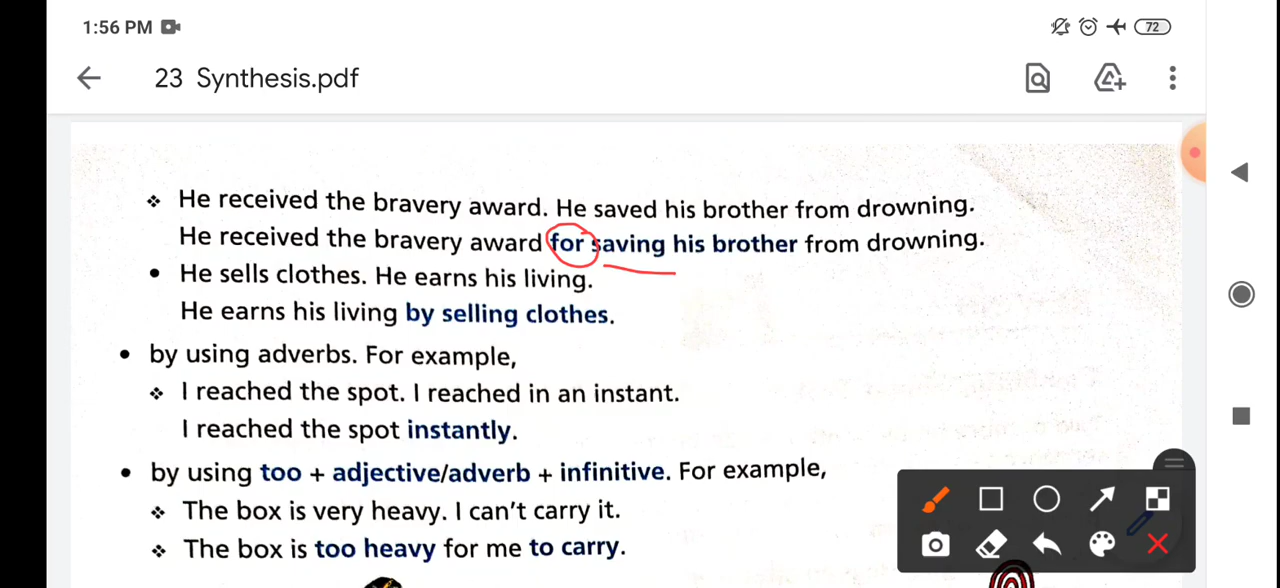 1:56 PM 72
23 Synthesis.pdf
❖ He received the bravery award. He saved his brother from drowning.
He received the bravery award for saving his brother from drowning.
• He sells clothes. He earns his living.
He earns his living by selling clothes.
• by using adverbs. For example,
❖ I reached the spot. I reached in an instant.
I reached the spot instantly.
• by using too + adjective/adverb + infinitive. For example,
❖ The box is very heavy. I can't carry it.
❖ The box is too heavy for me to carry.